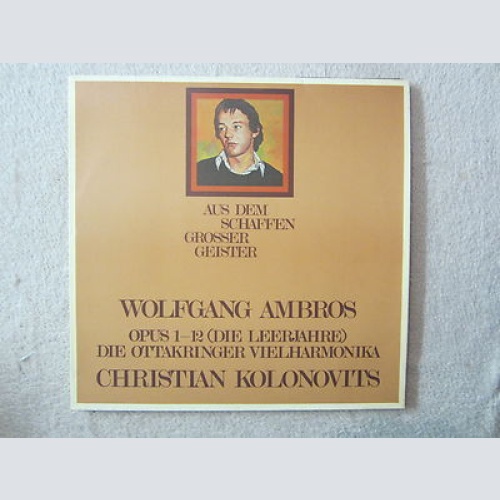 AUS DEM
SCHAFFEN
GROSSER
GEISTER
WOLFGANG AMBROS
OPUS 1–12 (DIE LEERJAHRE)
DIE OTTAKRINGER VIELHARMONIKA
CHRISTIAN KOLONOVITS